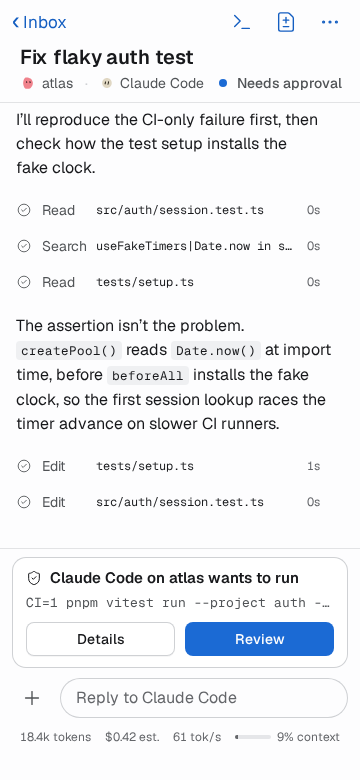 Inbox
Fix flaky auth test
atlas · Claude Code Needs approval
I’ll reproduce the CI-only failure first, then
check how the test setup installs the
fake clock.
Read src/auth/session.test.ts 0s
Search useFakeTimers|Date.now in s… 0s
Read tests/setup.ts 0s
The assertion isn’t the problem.
createPool() reads Date.now() at import
time, before beforeAll installs the fake
clock, so the first session lookup races the
timer advance on slower CI runners.
Edit tests/setup.ts 1s
Edit src/auth/session.test.ts 0s
Claude Code on atlas wants to run
CI=1 pnpm vitest run --project auth -…
Details Review
Reply to Claude Code
18.4k tokens $0.42 est. 61 tok/s 9% context